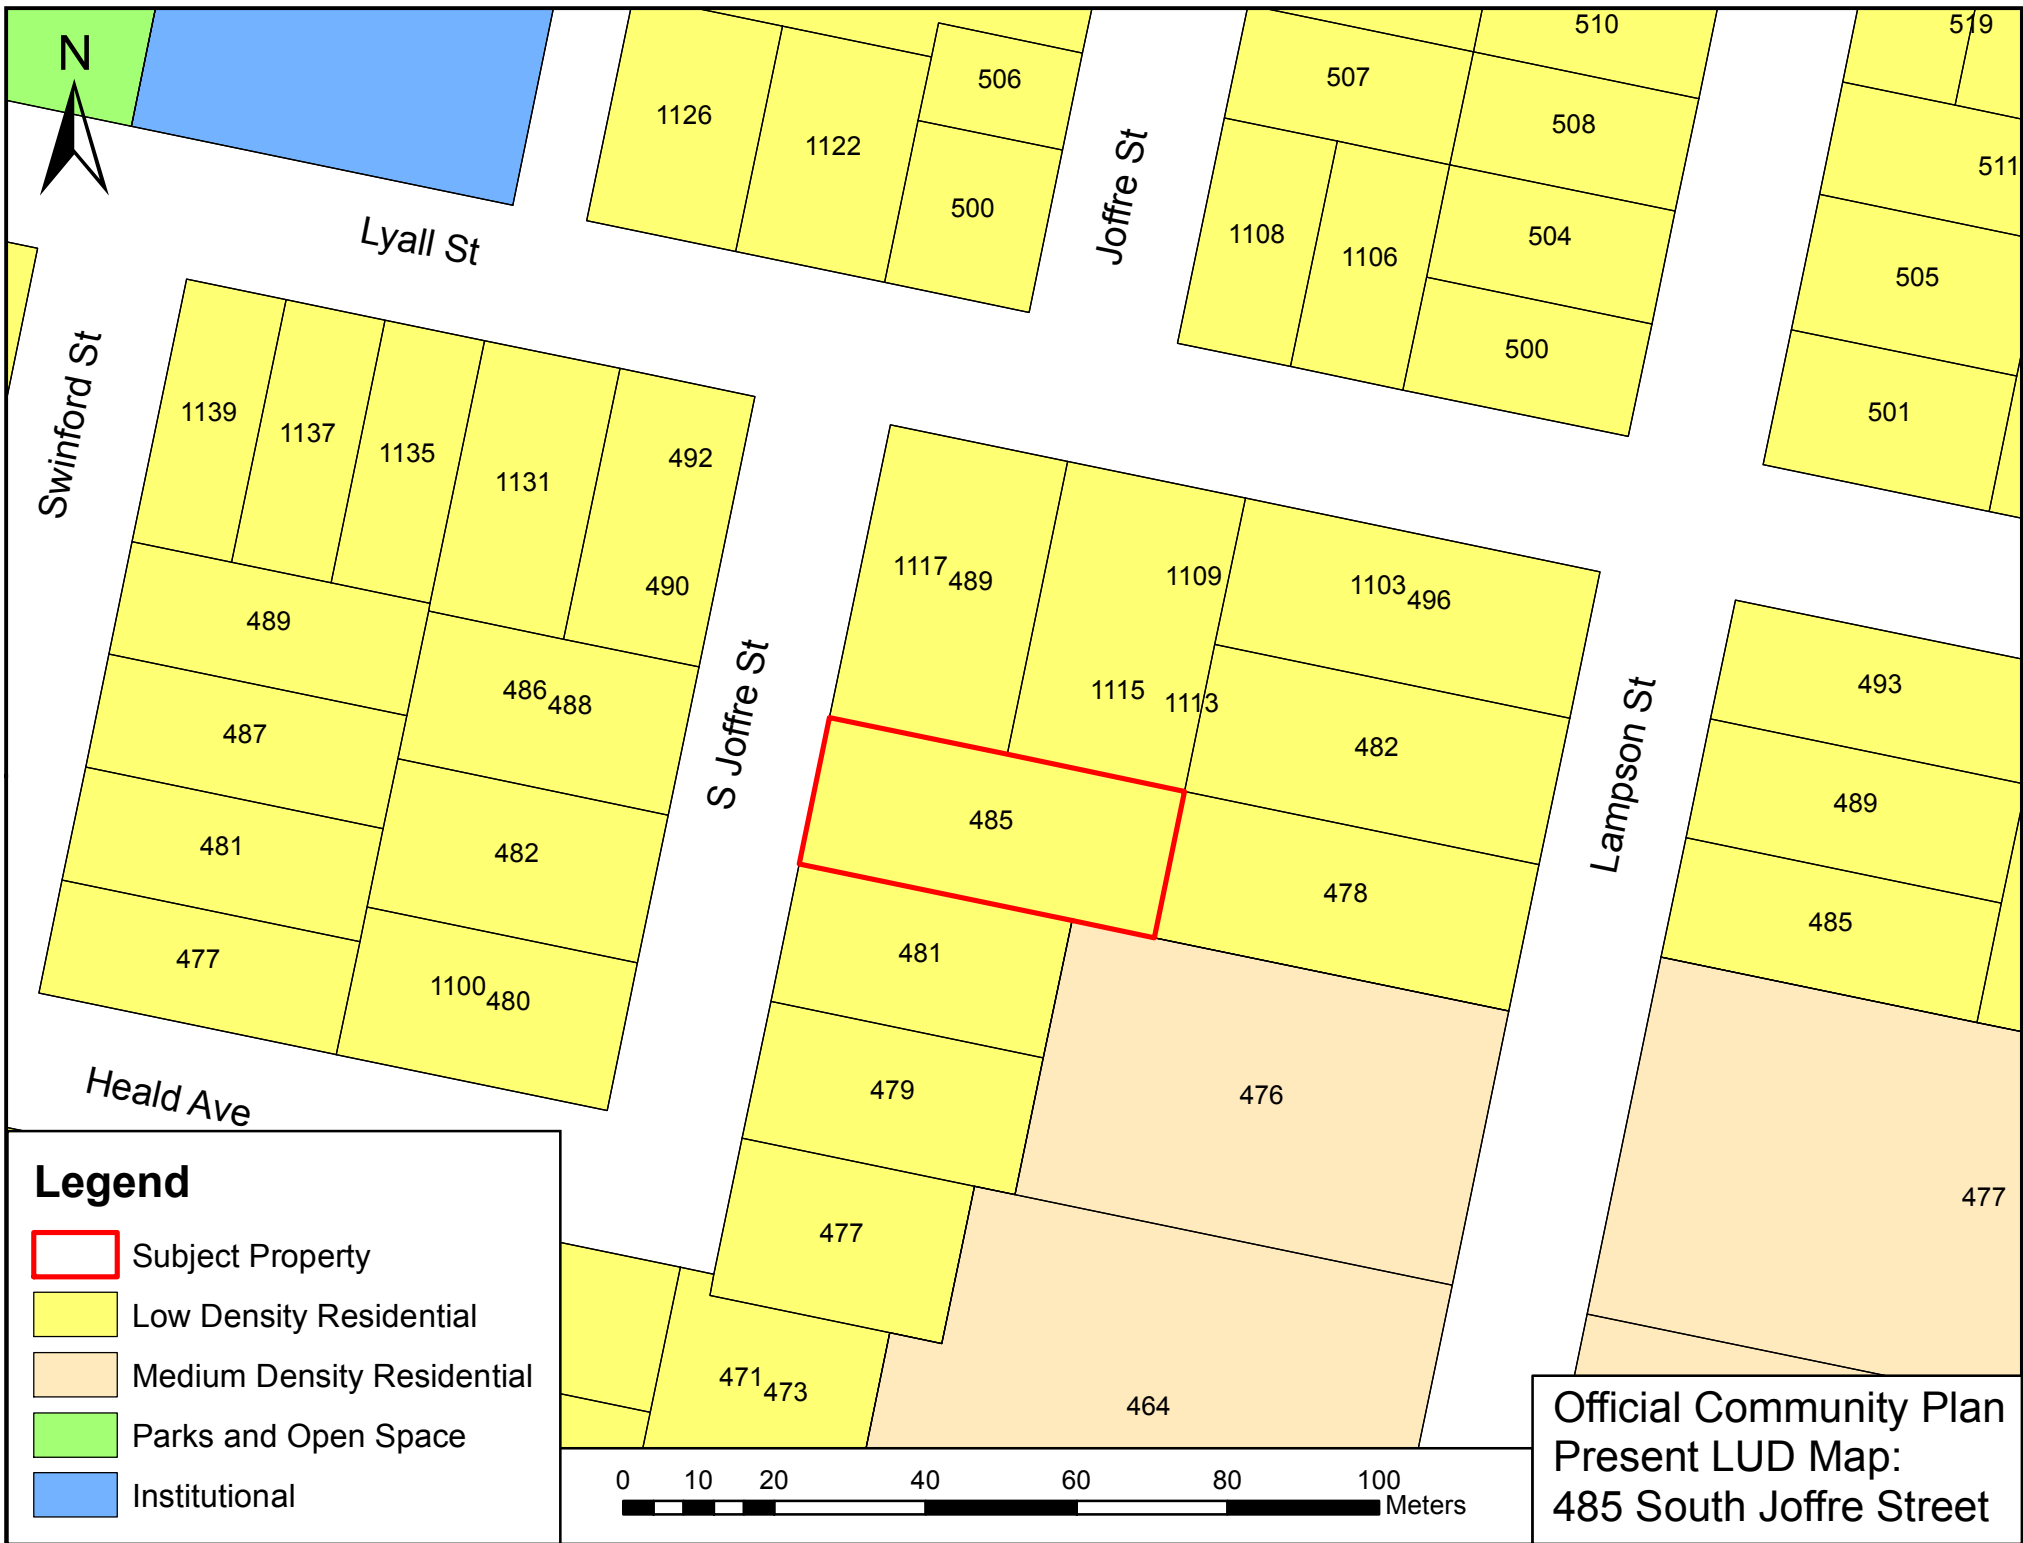 N
510
519
506
507
1126
508
1122
511
500
Joffre St
1108
504
1106
Lyall St
505
500
Swinford St
1139
1137
1135
1131
492
501
490
1117 489
1109
1103 496
489
486 488
1115
1113
493
487
S Joffre St
482
Lampson St
485
489
481
482
478
485
477
481
1100 480
479
476
Heald Ave
477
477
471 473
464
Legend
Subject Property
Low Density Residential
Medium Density Residential
Parks and Open Space
Institutional
0 10 20 40 60 80 100
Meters
Official Community Plan
Present LUD Map:
485 South Joffre Street